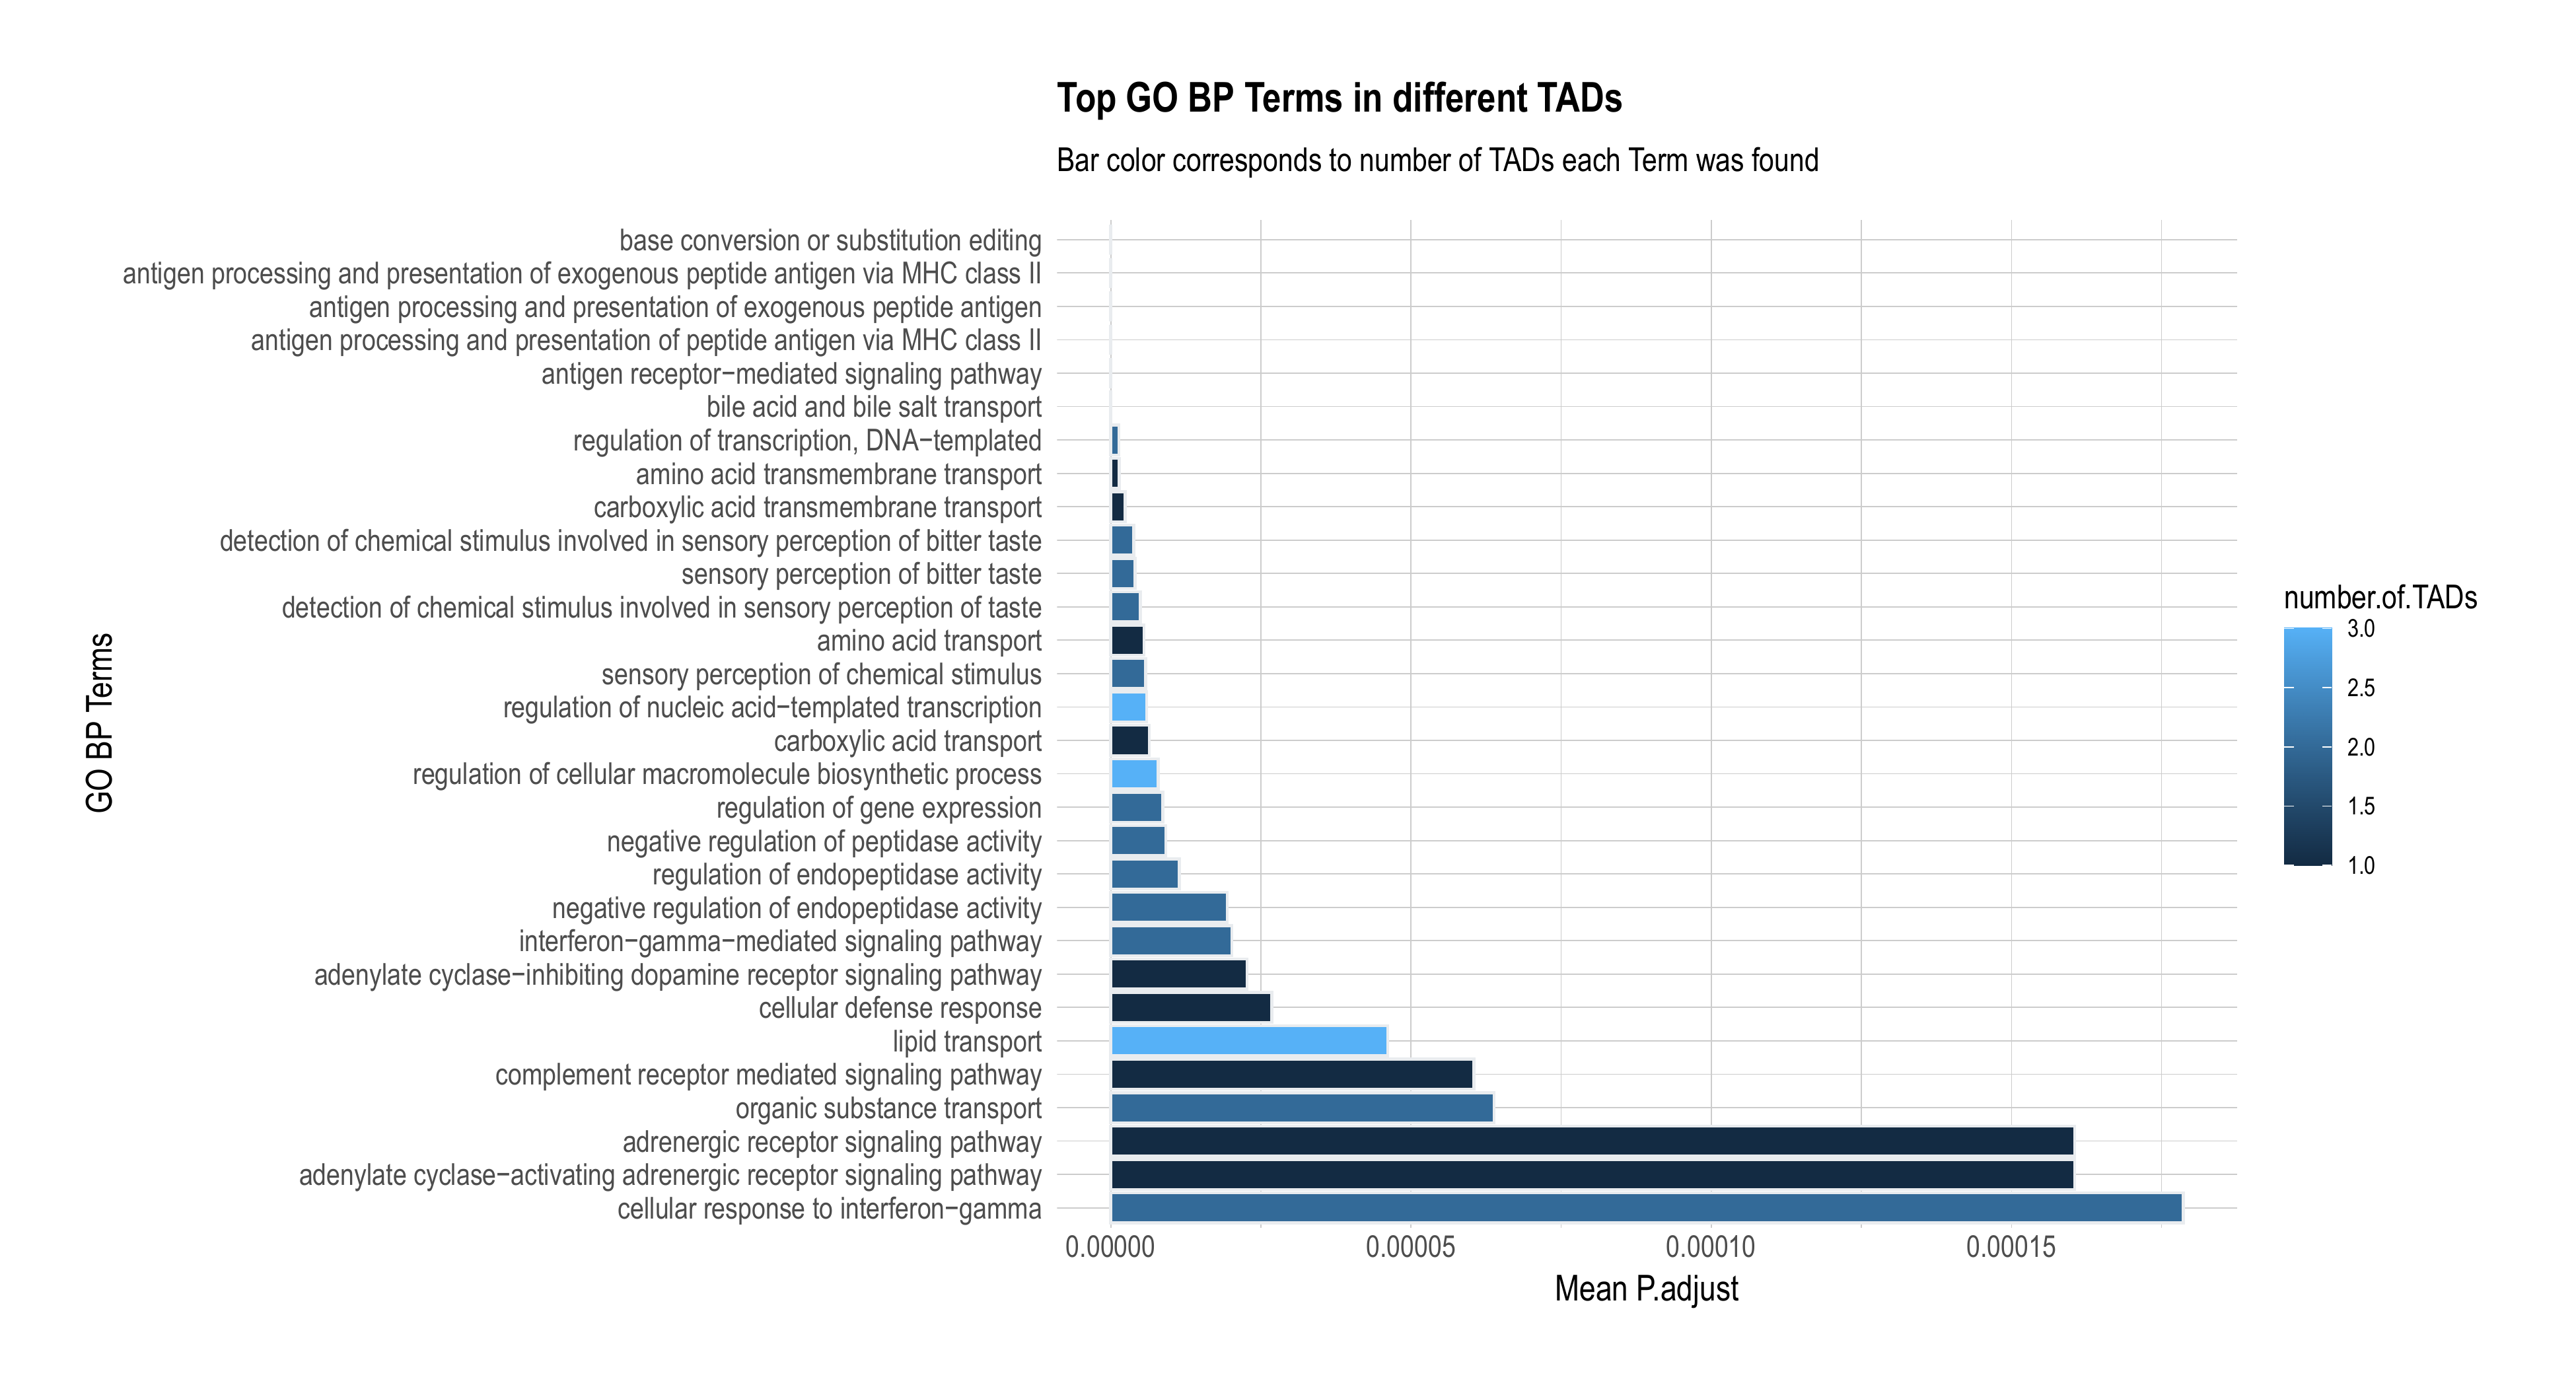 Top GO BP Terms in different TADs
Bar color corresponds to number of TADs each Term was found
GO BP Terms
base conversion or substitution editing
antigen processing and presentation of exogenous peptide antigen via MHC class II
antigen processing and presentation of exogenous peptide antigen
antigen processing and presentation of peptide antigen via MHC class II
antigen receptor−mediated signaling pathway
bile acid and bile salt transport
regulation of transcription, DNA−templated
amino acid transmembrane transport
carboxylic acid transmembrane transport
detection of chemical stimulus involved in sensory perception of bitter taste
sensory perception of bitter taste
detection of chemical stimulus involved in sensory perception of taste
amino acid transport
sensory perception of chemical stimulus
regulation of nucleic acid−templated transcription
carboxylic acid transport
regulation of cellular macromolecule biosynthetic process
regulation of gene expression
negative regulation of peptidase activity
regulation of endopeptidase activity
negative regulation of endopeptidase activity
interferon−gamma−mediated signaling pathway
adenylate cyclase−inhibiting dopamine receptor signaling pathway
cellular defense response
lipid transport
complement receptor mediated signaling pathway
organic substance transport
adrenergic receptor signaling pathway
adenylate cyclase−activating adrenergic receptor signaling pathway
cellular response to interferon−gamma
0.00000 0.00005 0.00010 0.00015
Mean P.adjust
number.of.TADs
3.0
2.5
2.0
1.5
1.0